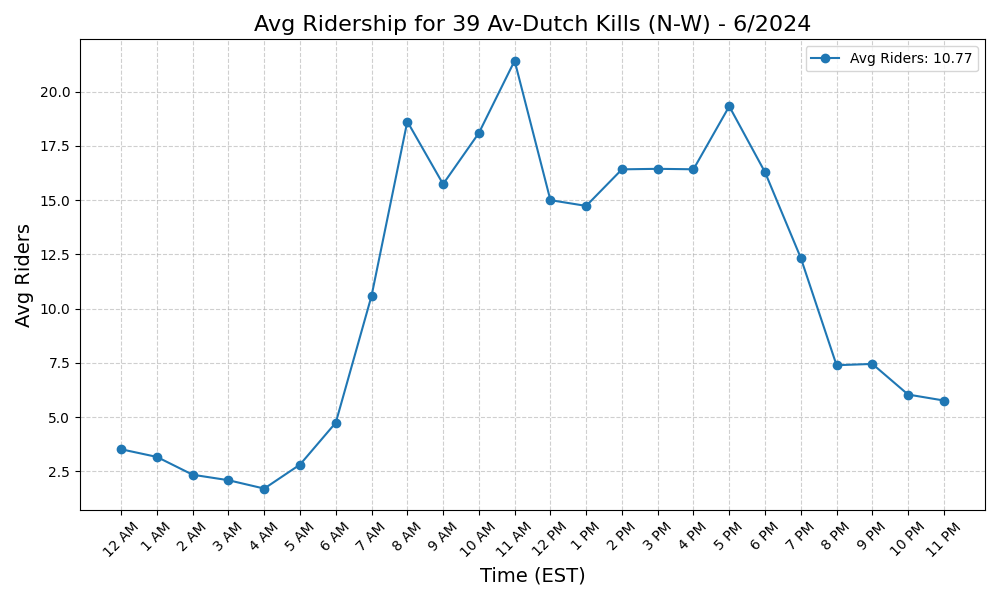 Avg Ridership for 39 Av-Dutch Kills (N-W) - 6/2024
Avg Riders: 10.77
Avg Riders
20.0
17.5
15.0
12.5
10.0
7.5
5.0
2.5
12 AM
1 AM
2 AM
3 AM
4 AM
5 AM
6 AM
7 AM
8 AM
9 AM
10 AM
11 AM
12 PM
1 PM
2 PM
3 PM
4 PM
5 PM
6 PM
7 PM
8 PM
9 PM
10 PM
11 PM
Time (EST)